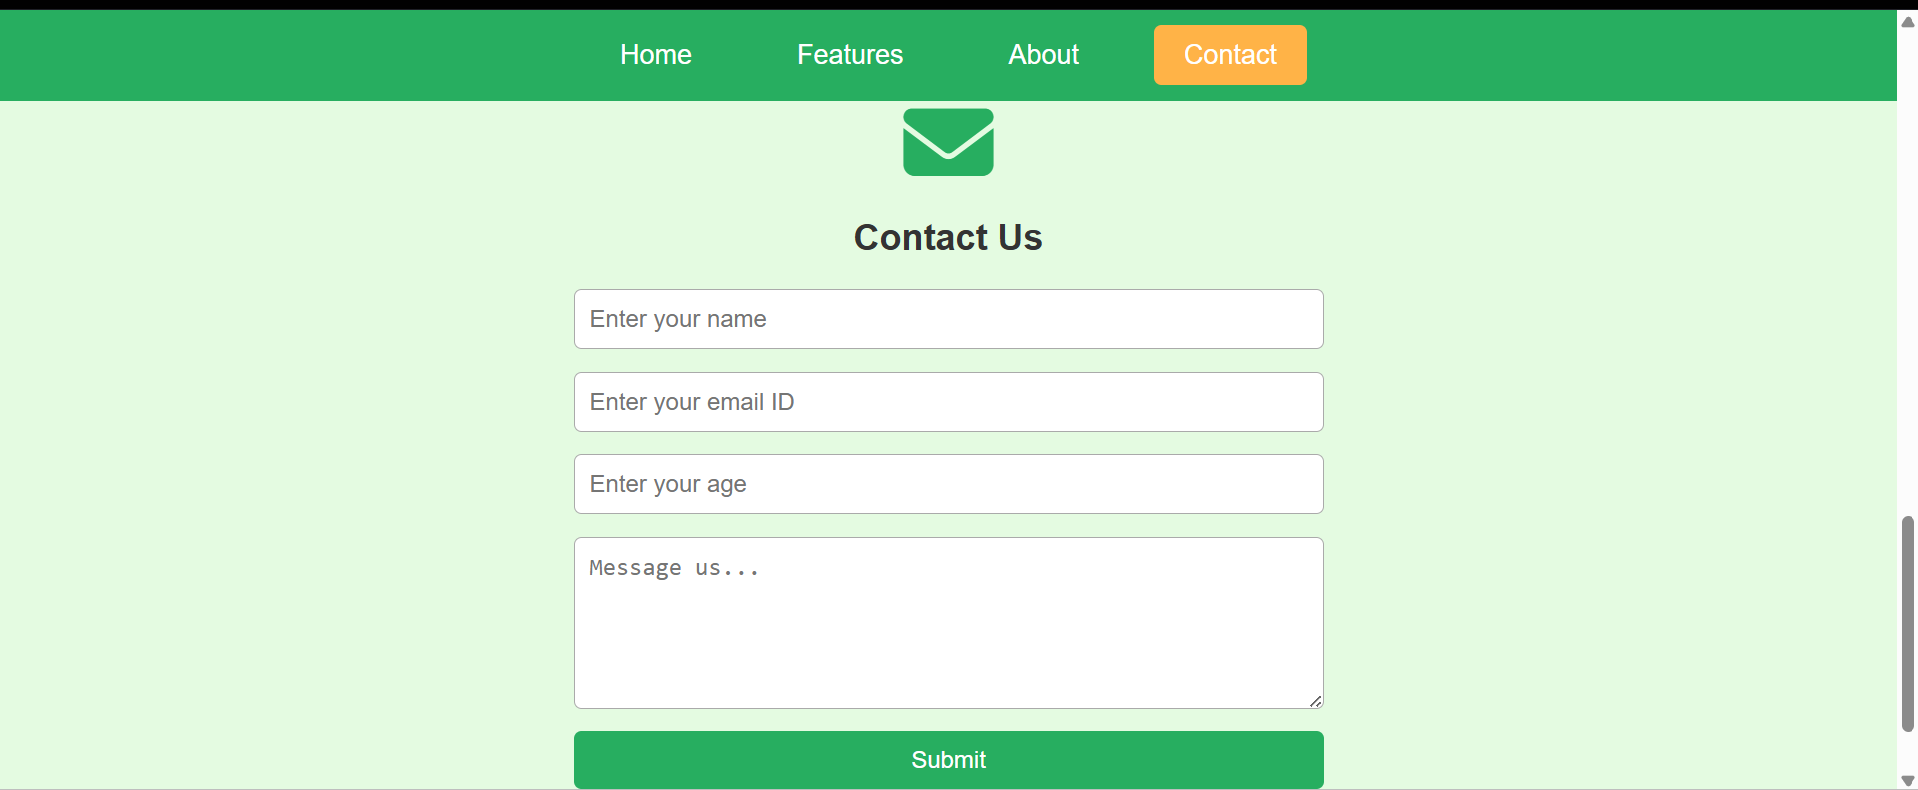 Home Features About Contact
Contact Us
Enter your name
Enter your email ID
Enter your age
Message us...
Submit